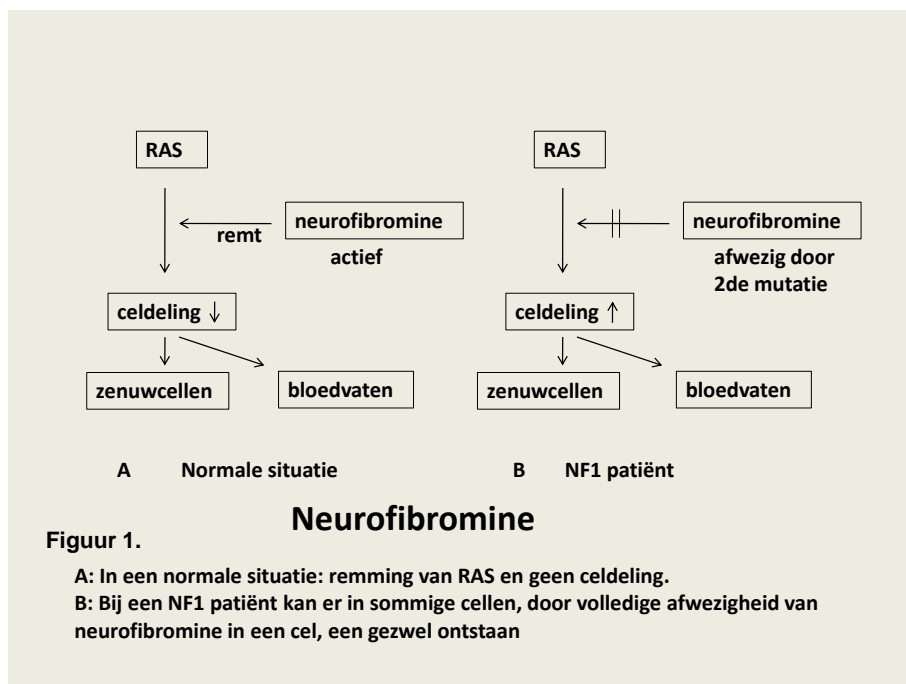 RAS
RAS
remt
neurofibromine
actief
neurofibromine
afwezig door
2de mutatie
celdeling ↓
celdeling ↑
zenuwcellen
bloedvaten
zenuwcellen
bloedvaten
A Normale situatie
B NF1 patiënt
Neurofibromine
Figuur 1.
A: In een normale situatie: remming van RAS en geen celdeling.
B: Bij een NF1 patiënt kan er in sommige cellen, door volledige afwezigheid van
neurofibromine in een cel, een gezwel ontstaan